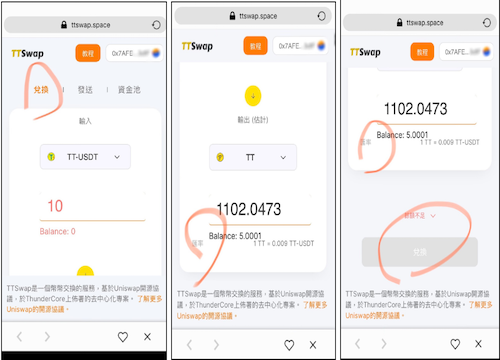 ttswap.space
TTSwap
教程
0x7AFE...
兌換
發送
資金池
輸入
TT-USDT
10
Balance: 0
TTSwap是一個幣幣交換的服務，基於Uniswap開源協
議，於ThunderCore上佈署的去中心化專案。 了解更多
Uniswap的開源協議。
ttswap.space
TTSwap
教程
0x7AFE...
輸出 (估計)
TT
1102.0473
Balance: 5.0001
匯率
1 TT = 0.009 TT-USDT
TTSwap是一個幣幣交換的服務，基於Uniswap開源協
議，於ThunderCore上佈署的去中心化專案。 了解更多
Uniswap的開源協議。
ttswap.space
TTSwap
教程
0x7AFE...
1102.0473
Balance: 5.0001
匯率
1 TT = 0.009 TT-USDT
餘額不足
兌換
TTSwap是一個幣幣交換的服務，基於Uniswap開源協
議，於ThunderCore上佈署的去中心化專案。 了解更多
Uniswap的開源協議。